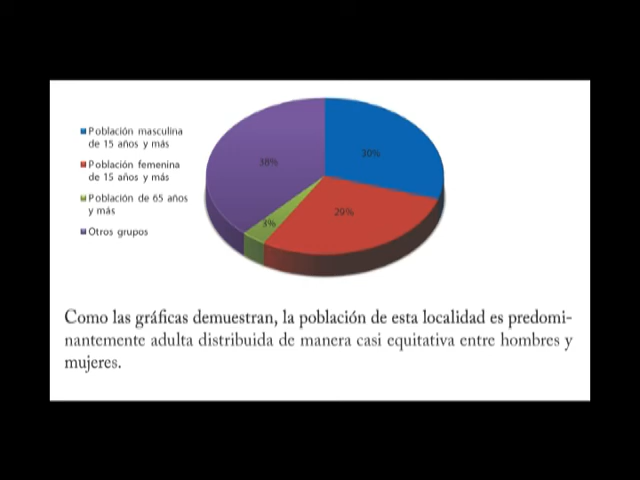 Población masculina
de 15 años y más
Población femenina
de 15 años y más
Población de 65 años
y más
Otros grupos
30%
38%
29%
3%
Como las gráficas demuestran, la población de esta localidad es predomi-
nantemente adulta distribuida de manera casi equitativa entre hombres y
mujeres.